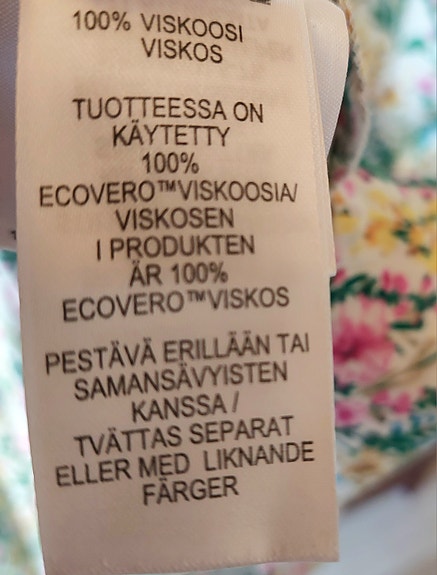 100% VISKOOSI
VISKOS
TUOTTEESSA ON
KÄYTETTY
100%
ECOVERO™VISKOOSIA/
VISKOSEN
I PRODUKTEN
ÄR 100%
ECOVERO™VISKOS
PESTÄVÄ ERILLÄÄN TAI
SAMANSÄVYISTEN
KANSSA /
TVÄTTAS SEPARAT
ELLER MED LIKNANDE
FÄRGER